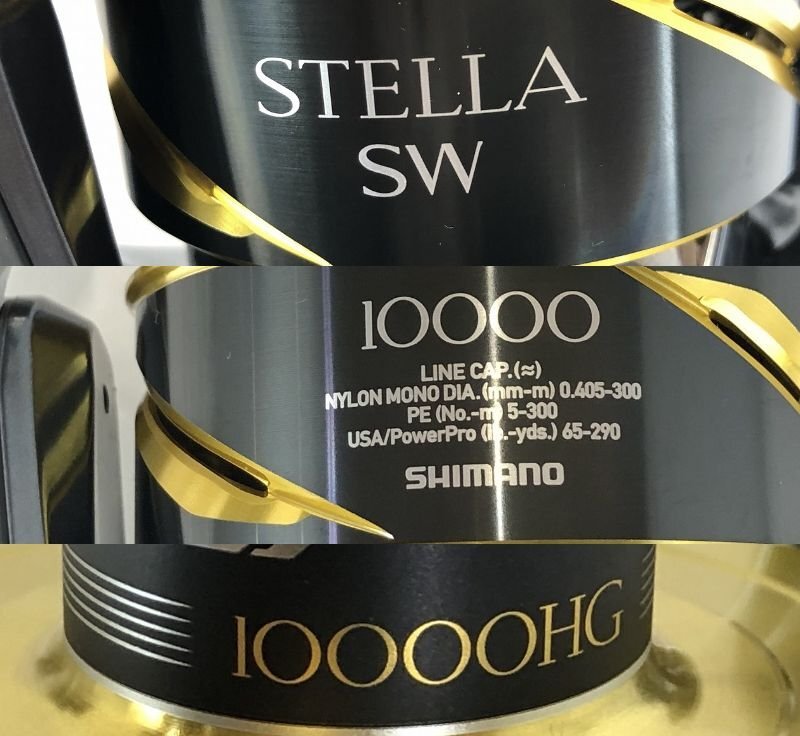 STELLA
SW
10000
LINE CAP.(≈)
NYLON MONO DIA.(mm-m) 0.405-300
PE (No.-m) 5-300
USA/PowerPro (lb.-yds.) 65-290
SHIMANO
10000HG